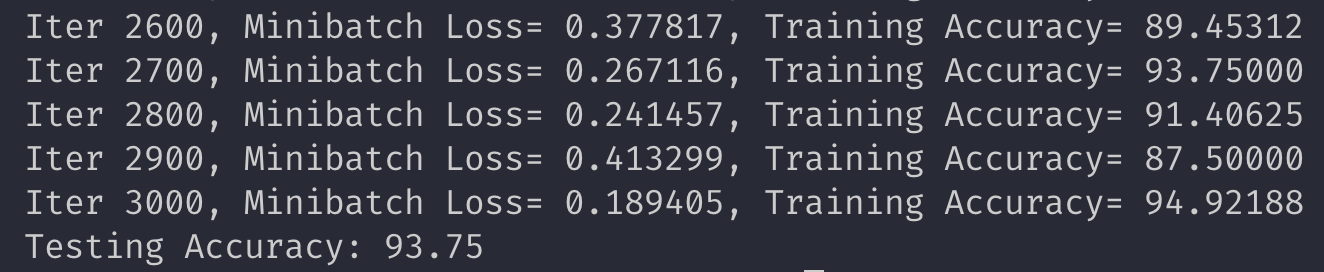 Iter 2600, Minibatch Loss= 0.377817, Training Accuracy= 89.45312
Iter 2700, Minibatch Loss= 0.267116, Training Accuracy= 93.75000
Iter 2800, Minibatch Loss= 0.241457, Training Accuracy= 91.40625
Iter 2900, Minibatch Loss= 0.413299, Training Accuracy= 87.50000
Iter 3000, Minibatch Loss= 0.189405, Training Accuracy= 94.92188
Testing Accuracy: 93.75